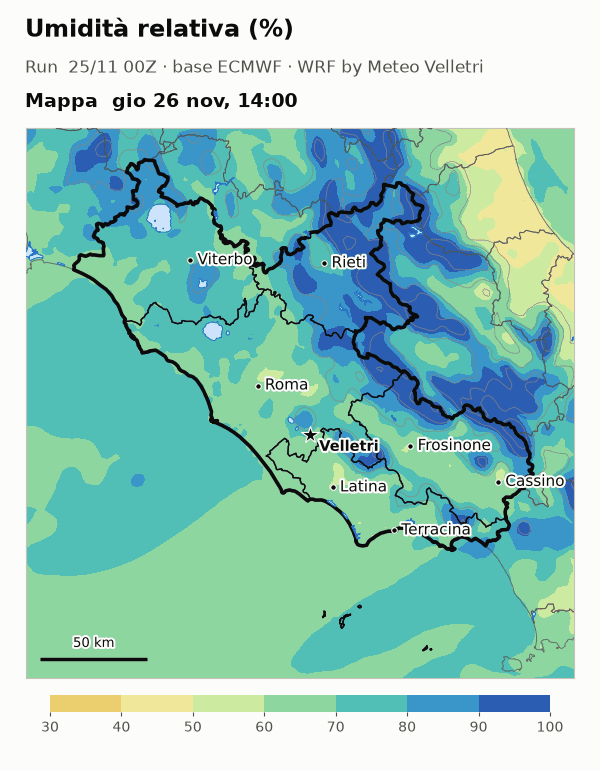 Umidità relativa (%)
Run  25/11 00Z · base ECMWF · WRF by Meteo Velletri
Mappa  gio 26 nov, 14:00
Viterbo
Rieti
Roma
Velletri
Frosinone
Latina
Cassino
Terracina
50 km
30 40 50 60 70 80 90 100